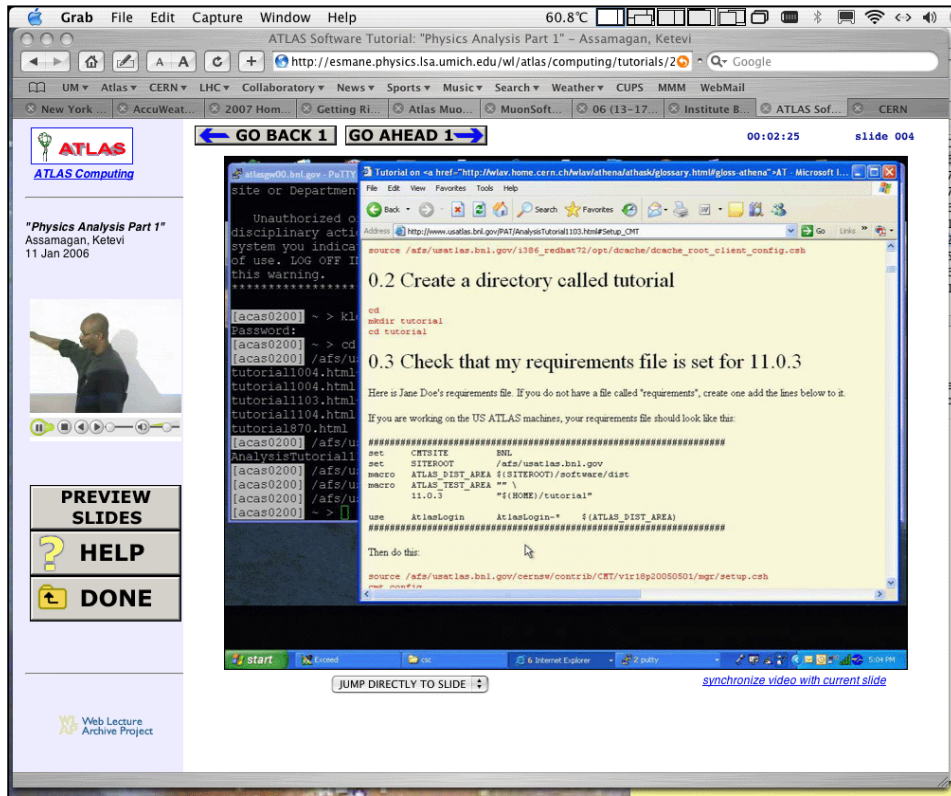 Grab File Edit Capture Window Help 60.8°C
ATLAS Software Tutorial: "Physics Analysis Part 1" – Assamagan, Ketevi
A A C + http://esmane.physics.lsa.umich.edu/wl/atlas/computing/tutorials/2 Q Google
UM Atlas CERN LHC Collaboratory News Sports Music Search Weather CUPS MMM WebMail
New York ... AccuWeat... 2007 Hom... Getting Ri... Atlas Muo... MuonSoft... 06 (13-17... Institute B... ATLAS Sof... CERN
ATLAS
ATLAS Computing
GO BACK 1 GO AHEAD 1 00:02:25 slide 004
"Physics Analysis Part 1"
Assamagan, Ketevi
11 Jan 2006
PREVIEW
SLIDES
? HELP
DONE
Web Lecture
Archive Project
atlasgw00.bnl.gov - PuTTY
site or Departmen
Unauthorized o
disciplinary acti
system you indica
of use. LOG OFF I
this warning.
******************
[acas0200] ~ > kl
Password:
[acas0200] ~ > cd
[acas0200] /afs/u
tutorial1004.html
tutorial1004.html
tutorial1103.html
tutorial1104.html
tutorial870.html
[acas0200] /afs/u
AnalysisTutorial1
[acas0200] /afs/u
[acas0200] /afs/u
[acas0200] /afs/u
[acas0200] ~ >
Tutorial on <a href="http://wlav.home.cern.ch/wlav/athena/athask/glossary.html#gloss-athena">AT - Microsoft I...
File Edit View Favorites Tools Help
Back Search Favorites
Address http://www.usatlas.bnl.gov/PAT/AnalysisTutorial1103.html#Setup_CMT Go Links
source /afs/usatlas.bnl.gov/i386_redhat72/opt/dcache/dcache_root_client_config.csh
0.2 Create a directory called tutorial
cd
mkdir tutorial
cd tutorial
0.3 Check that my requirements file is set for 11.0.3
Here is Jane Doe's requirements file. If you do not have a file called "requirements", create one add the lines below to it.
If you are working on the US ATLAS machines, your requirements file should look like this:
####################################################################
set CMTSITE BNL
set SITEROOT /afs/usatlas.bnl.gov
macro ATLAS_DIST_AREA $(SITEROOT)/software/dist
macro ATLAS_TEST_AREA "" \
11.0.3 "$(HOME)/tutorial"
use AtlasLogin AtlasLogin-* $(ATLAS_DIST_AREA)
####################################################################
Then do this:
source /afs/usatlas.bnl.gov/cernsw/contrib/CMT/v1r18p20050501/mgr/setup.csh
cmt config
start Exceed csc 6 Internet Explorer 2 putty 5:04 PM
JUMP DIRECTLY TO SLIDE
synchronize video with current slide